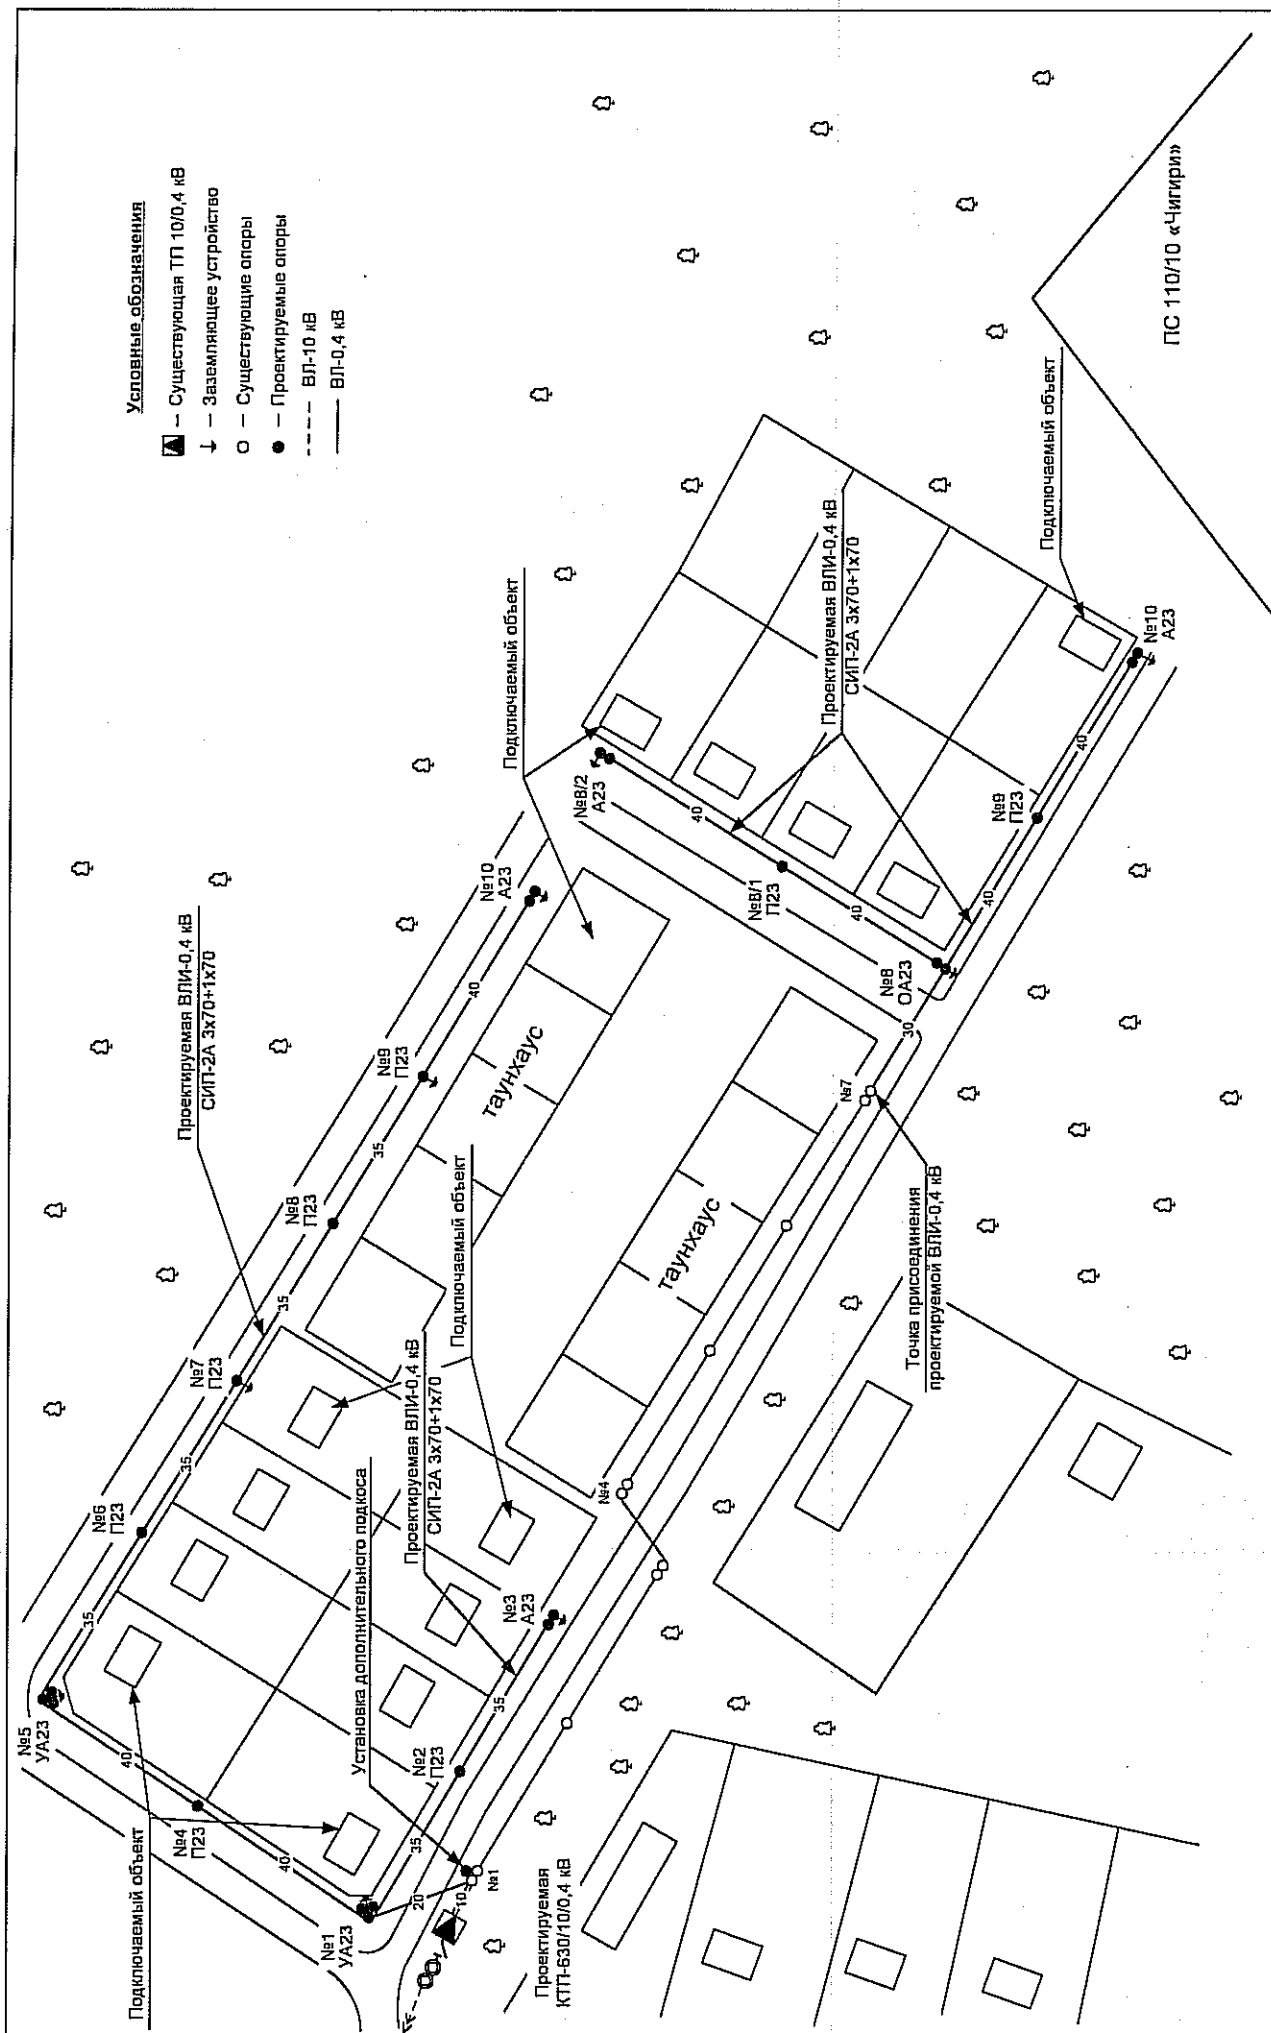 Условные обозначения
– Существующая ТП 10/0,4 кВ
– Заземляющее устройство
– Существующие опоры
– Проектируемые опоры
– ВЛ-10 кВ
ВЛ-0,4 кВ
Подключаемый объект
№5
УА23
40
№4
П23
40
№1
УА23
20
10
№1
35
№2
П23
35
№3
А23
Установка дополнительного подкоса
Проектируемая ВЛИ-0,4 кВ
СИП-2А 3х70+1х70
Подключаемый объект
35
№6
П23
35
№7
П23
35
№8
П23
35
№9
П23
40
№10
А23
Проектируемая ВЛИ-0,4 кВ
СИП-2А 3х70+1х70
таунхаус
таунхаус
Подключаемый объект
Проектируемая
КТП-630/10/0,4 кВ
№4
№7
Точка присоединения
проектируемой ВЛИ-0,4 кВ
30
№8
ОА23
40
№8/1
П23
40
№8/2
А23
Проектируемая ВЛИ-0,4 кВ
СИП-2А 3х70+1х70
40
№9
П23
40
№10
А23
Подключаемый объект
ПС 110/10 «Чигири»